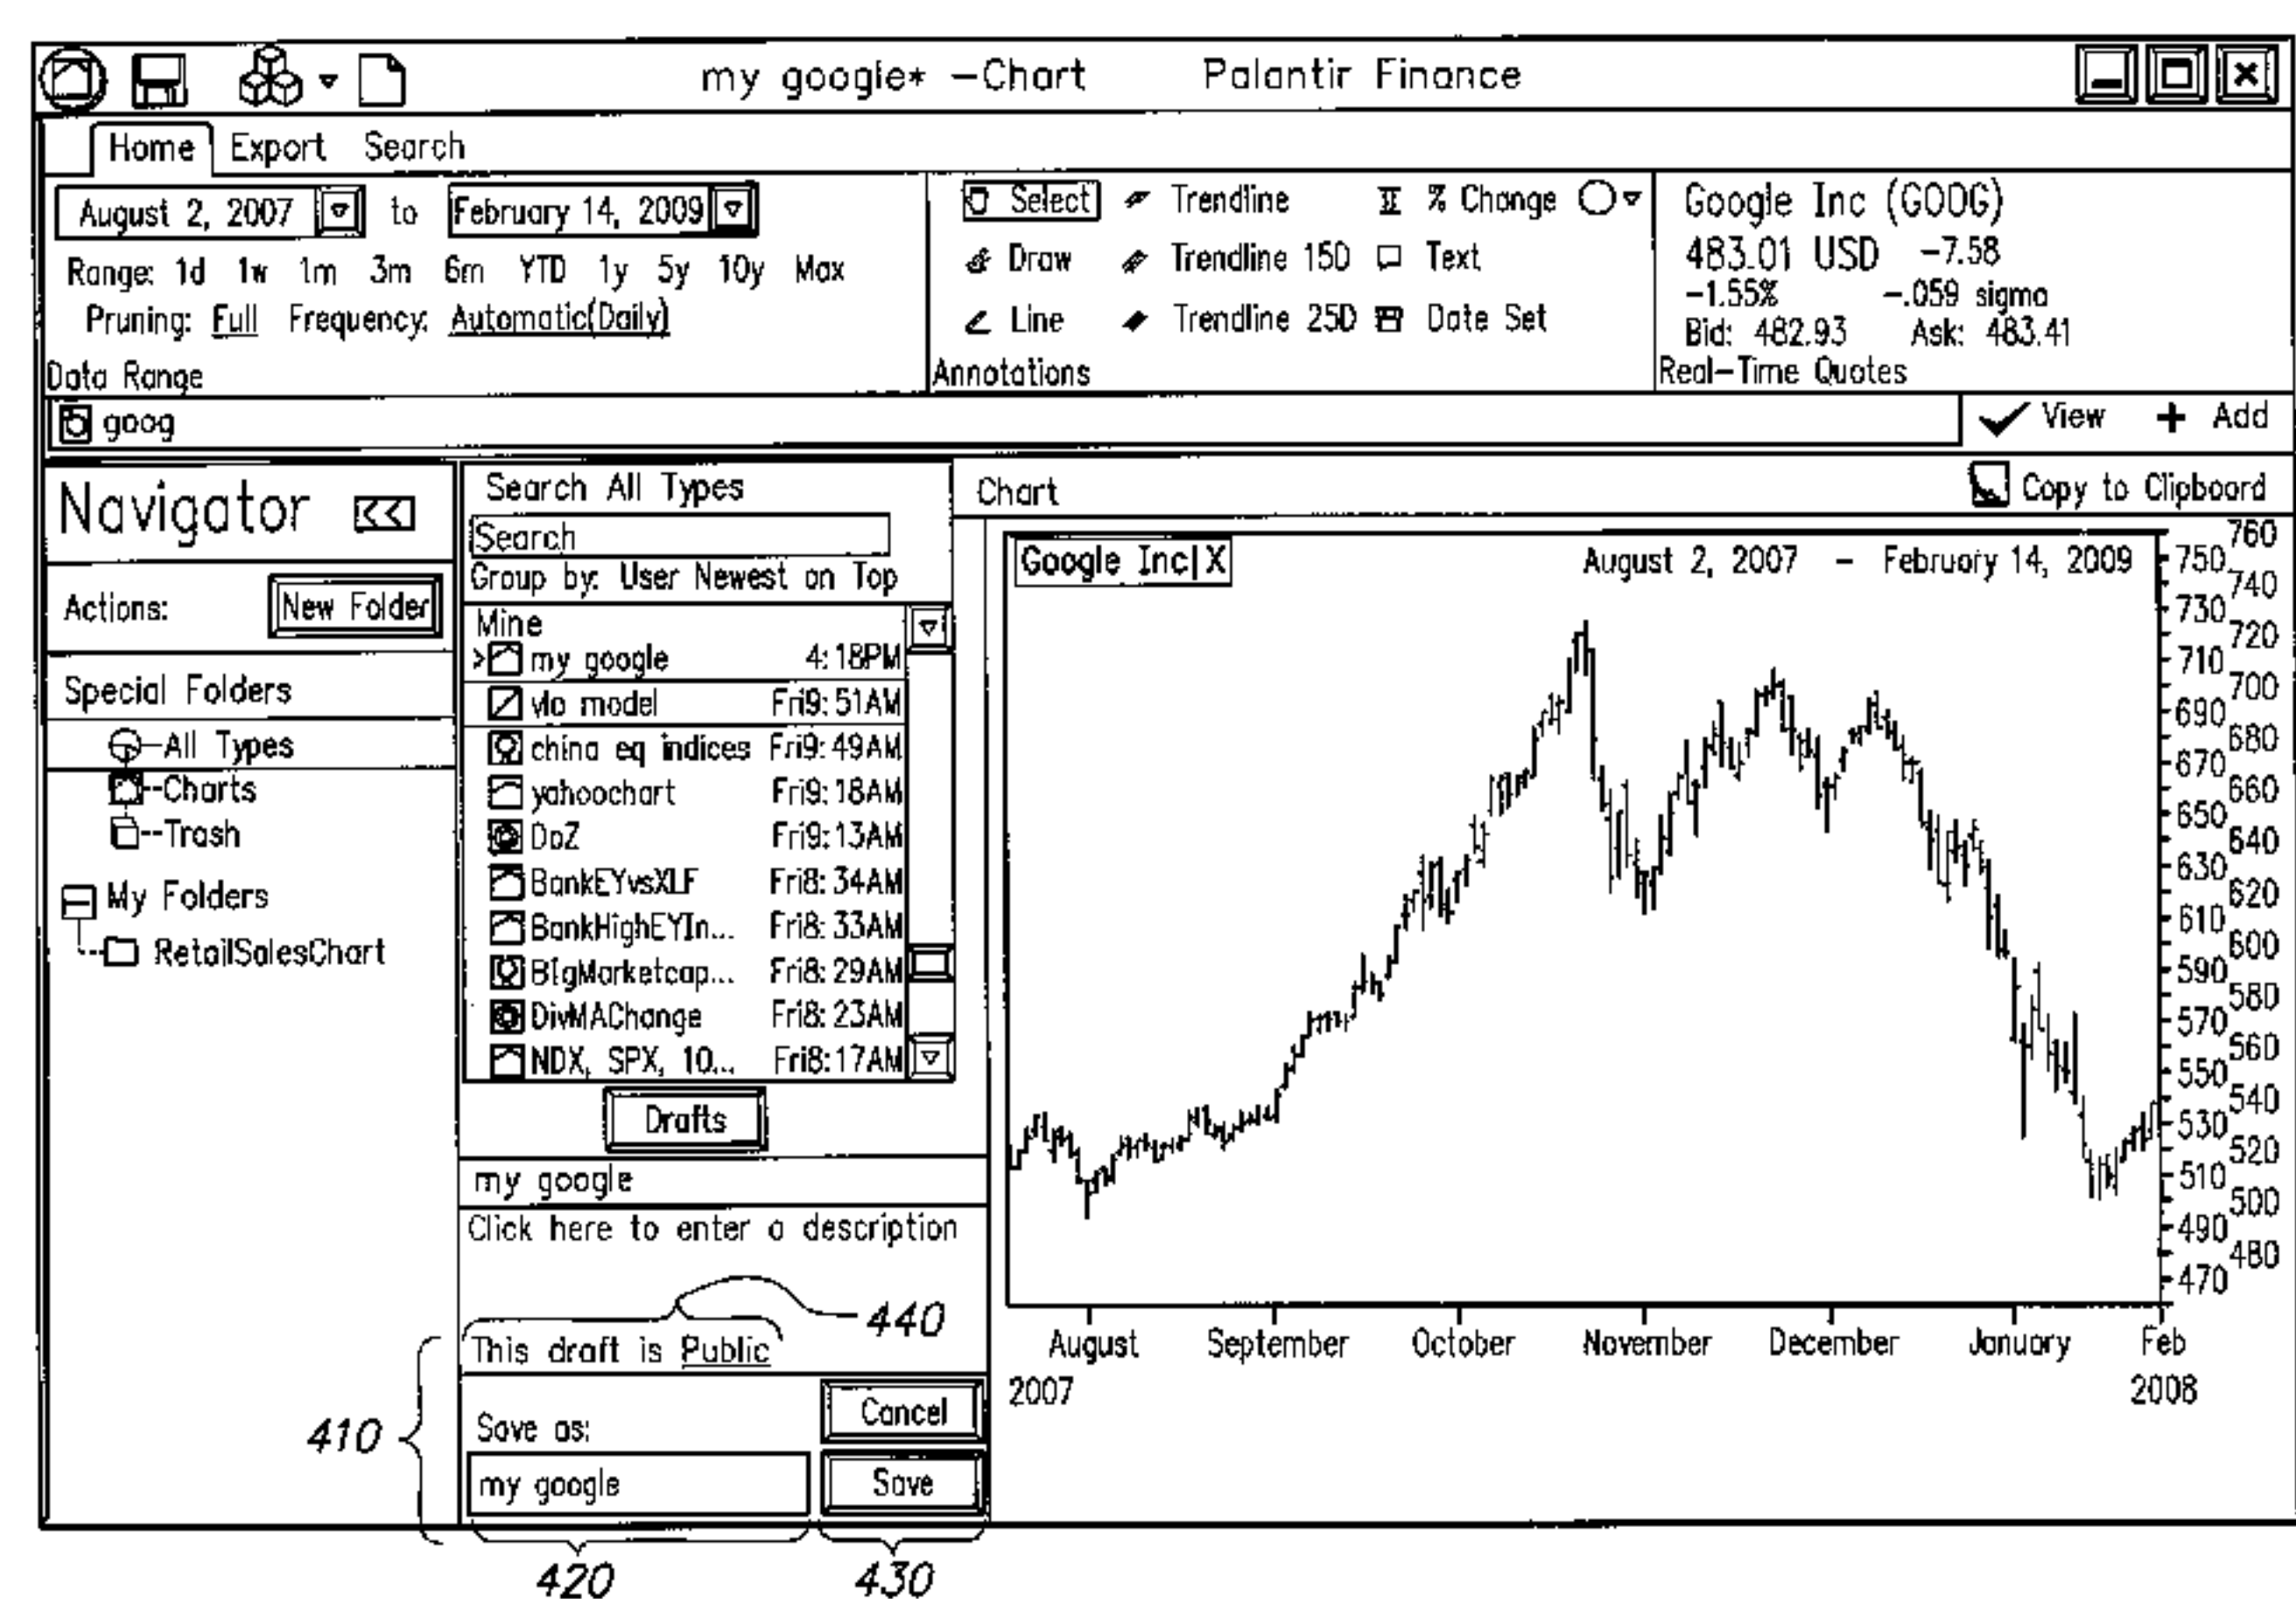 my google* -Chart Palantir Finance
Home Export Search
August 2, 2007 to February 14, 2009
Range: 1d 1w 1m 3m 6m YTD 1y 5y 10y Max
Pruning: Full Frequency: Automatic(Daily)
Data Range
Select Trendline % Change
Draw Trendline 15D Text
Line Trendline 25D Date Set
Annotations
Google Inc (GOOG)
483.01 USD -7.58
-1.55% -.059 sigma
Bid: 482.93 Ask: 483.41
Real-Time Quotes
goog
View + Add
Navigator
Actions: New Folder
Special Folders
All Types
Charts
Trash
My Folders
RetailSalesChart
Search All Types
Search
Group by: User Newest on Top
Mine
my google 4:18PM
vlo model Fri9:51AM
china eq indices Fri9:49AM
yahoochart Fri9:18AM
DoZ Fri9:13AM
BankEYvsXLF Fri8:34AM
BankHighEYIn... Fri8:33AM
BIgMarketcap... Fri8:29AM
DivMAChange Fri8:23AM
NDX, SPX, 10... Fri8:17AM
Drafts
my google
Click here to enter a description
440
This draft is Public
410
Save as:
Cancel
my google
Save
420 430
Chart
Copy to Clipboard
Google Inc|X
August 2, 2007 - February 14, 2009
760
750
740
730
720
710
700
690
680
670
660
650
640
630
620
610
600
590
580
570
560
550
540
530
520
510
500
490
480
470
August September October November December January Feb
2007 2008